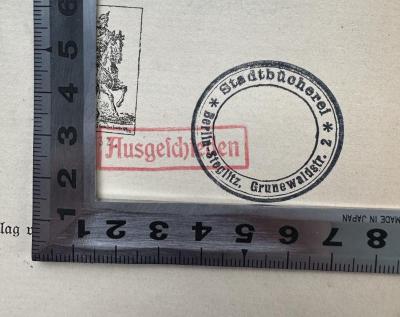 Stadtbücherei
* Berlin-Steglitz, Grunewaldstr. 2 *
Ausgeschieden
MADE IN JAPAN
6
5
4
3
2
1
1 2 3 4 5 6 7 8
lag